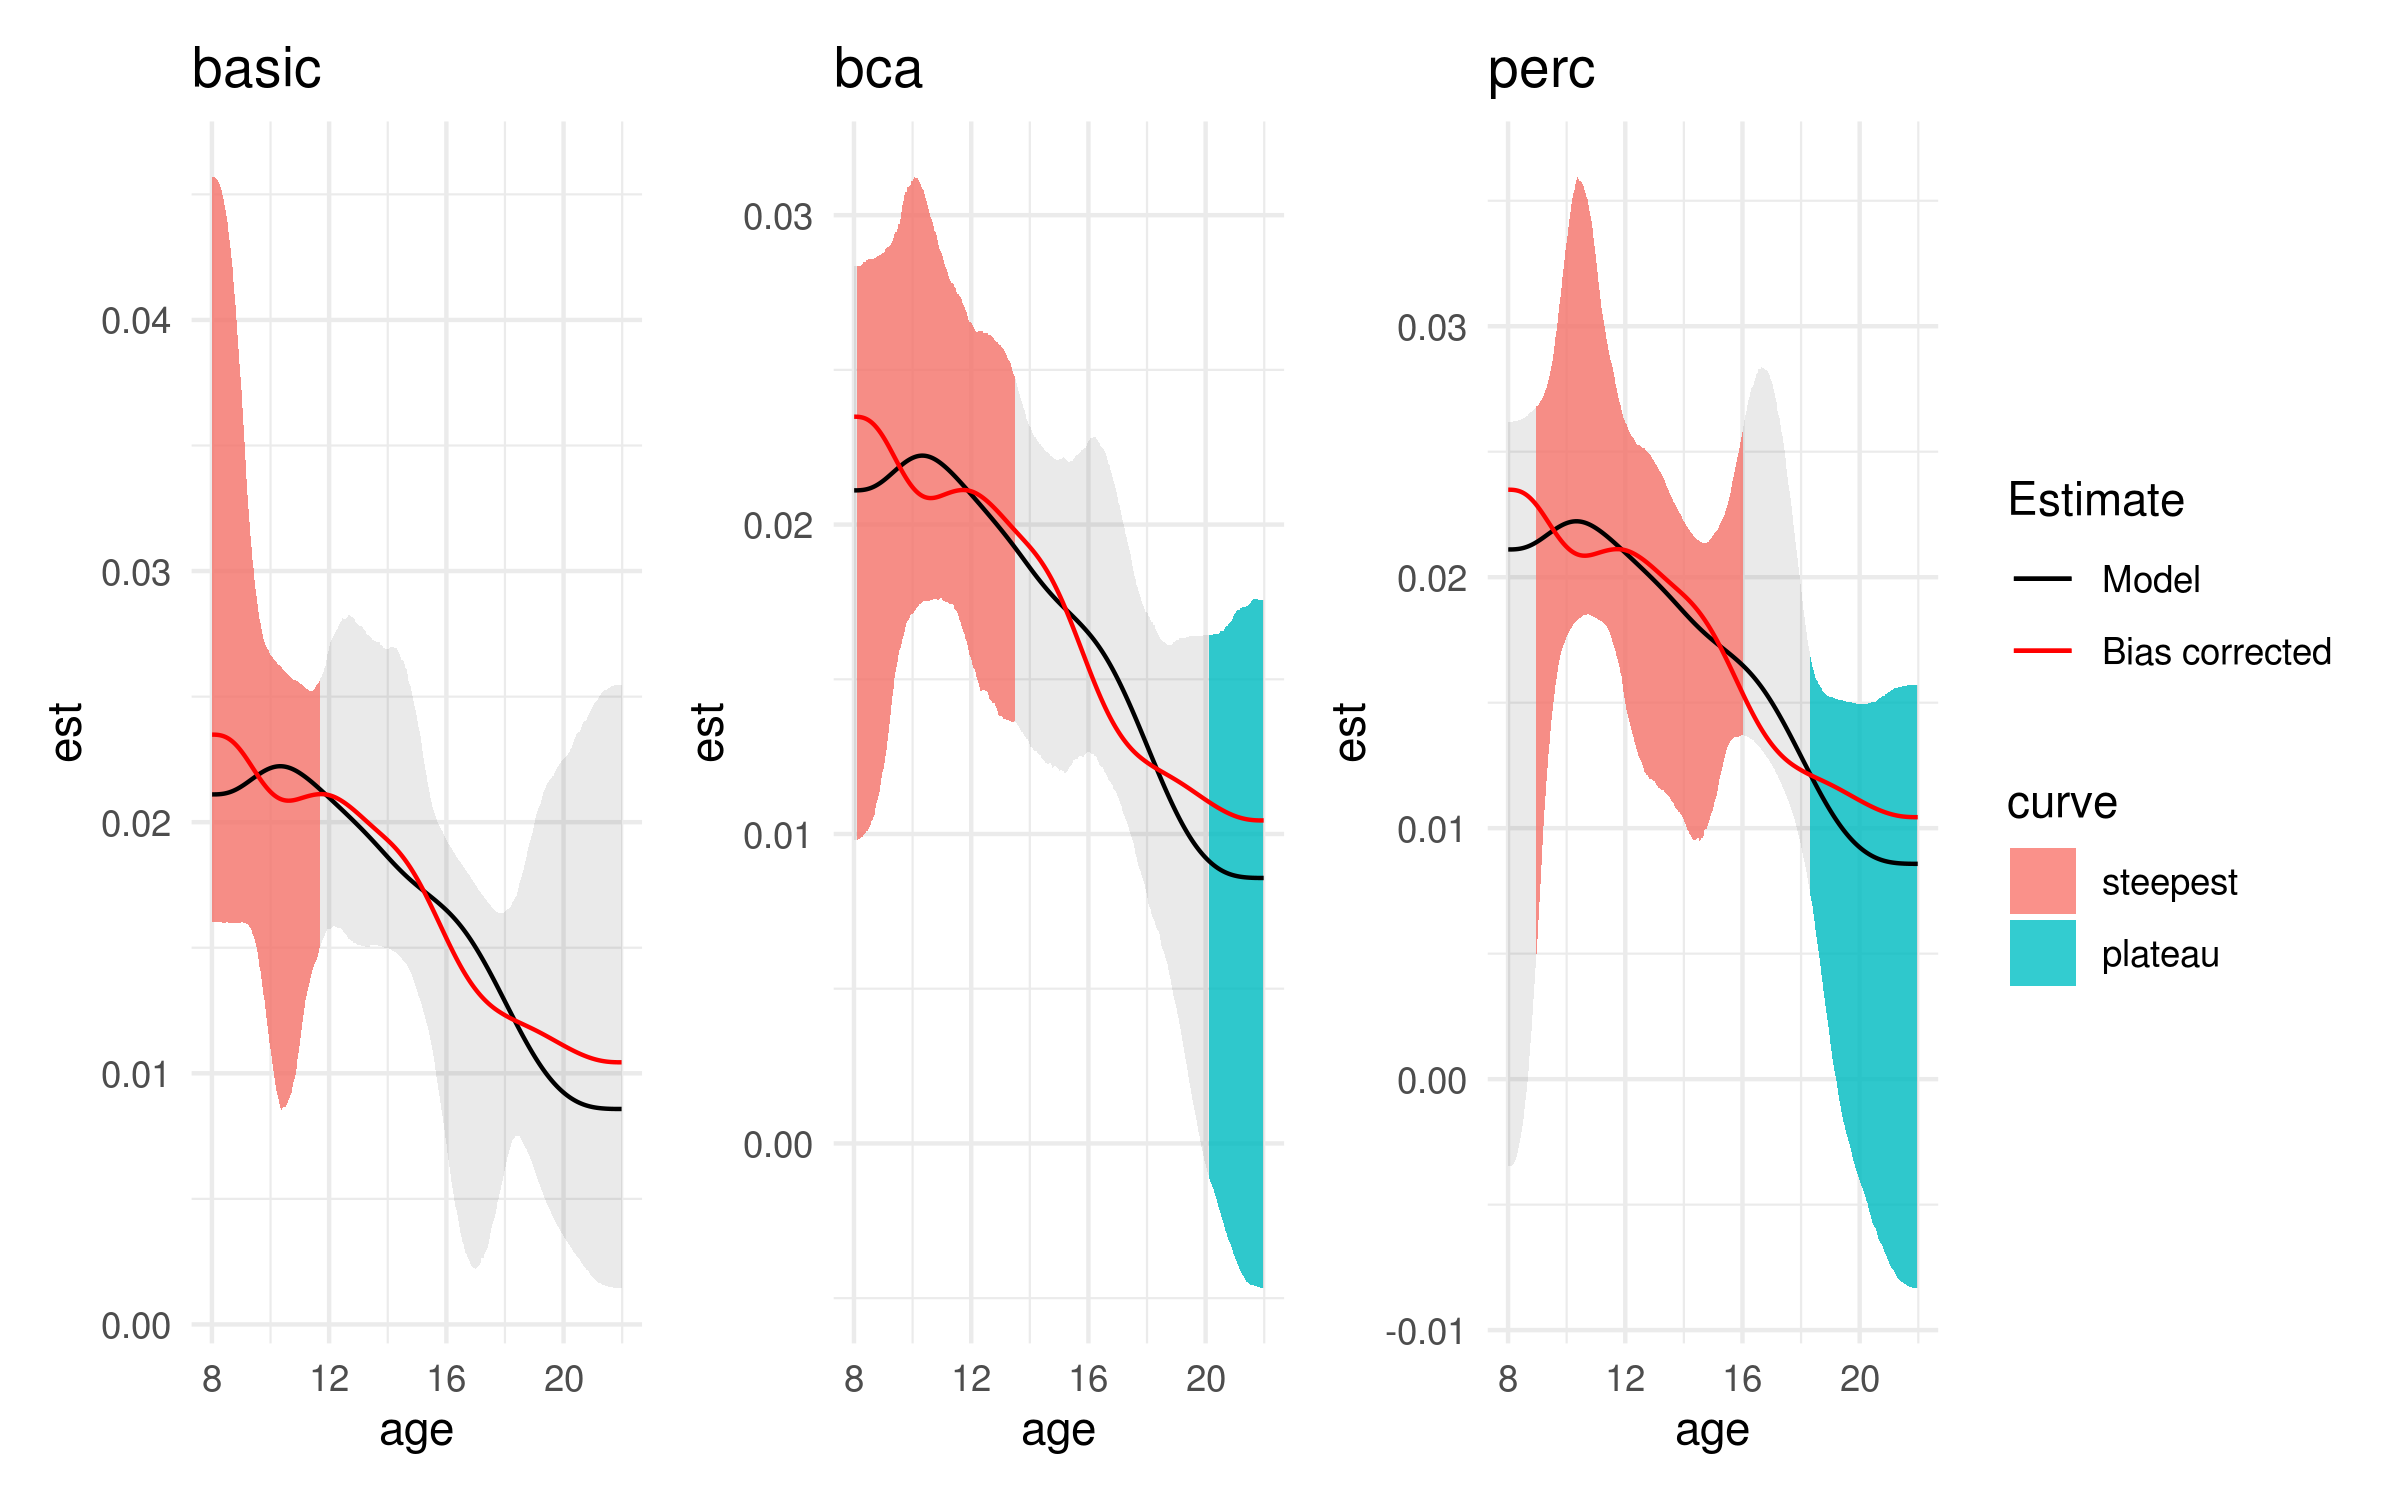 basic
bca
perc
0.04
0.03
0.02
0.01
0.00
est
8 12 16 20
age
0.03
0.02
0.01
0.00
est
8 12 16 20
age
0.03
0.02
0.01
0.00
-0.01
est
8 12 16 20
age
Estimate
Model
Bias corrected
curve
steepest
plateau